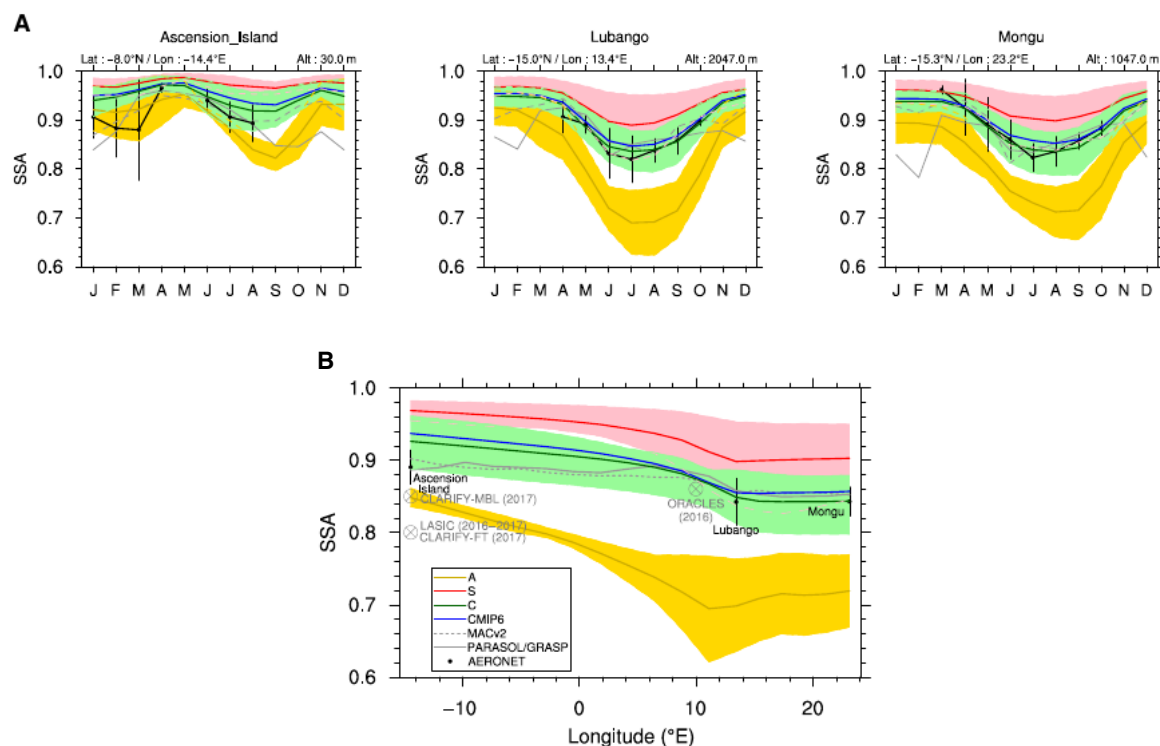 A
Ascension_Island
Lat : −8.0°N / Lon : −14.4°E Alt : 30.0 m
SSA
1.0
0.9
0.8
0.7
0.6
J F M A M J J A S O N D
Lubango
Lat : −15.0°N / Lon : 13.4°E Alt : 2047.0 m
SSA
1.0
0.9
0.8
0.7
0.6
J F M A M J J A S O N D
Mongu
Lat : −15.3°N / Lon : 23.2°E Alt : 1047.0 m
SSA
1.0
0.9
0.8
0.7
0.6
J F M A M J J A S O N D
B
SSA
1.0
0.9
0.8
0.7
0.6
Ascension
Island
CLARIFY-MBL (2017)
LASIC (2016−2017)
CLARIFY-FT (2017)
ORACLES
(2016)
Lubango
Mongu
A
S
C
CMIP6
MACv2
PARASOL/GRASP
AERONET
−10 0 10 20
Longitude (°E)